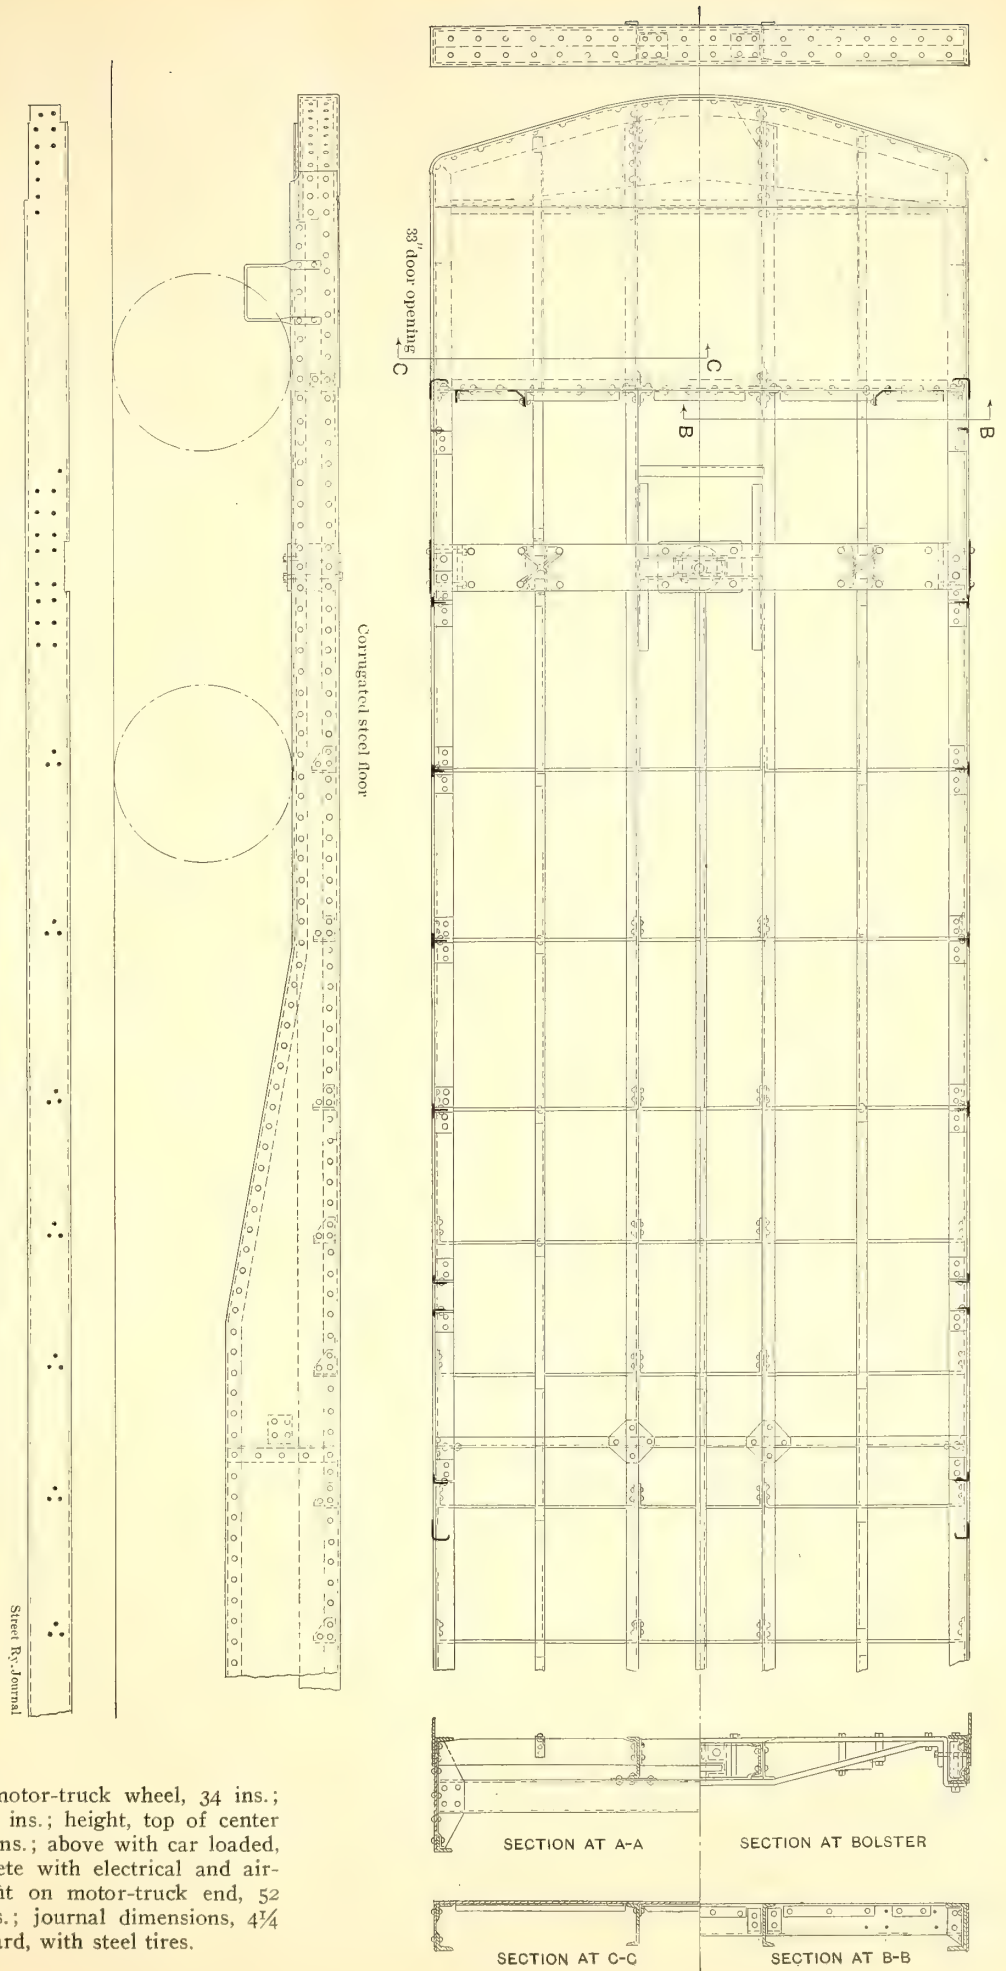 33" door opening
C
C
B
B
Corrugated steel floor
Street Ry. Journal
SECTION AT A-A
SECTION AT BOLSTER
SECTION AT C-C
SECTION AT B-B
motor-truck wheel, 34 ins.;
ins.; height, top of center
ns.; above with car loaded,
ete with electrical and air-
t on motor-truck end, 52
s.; journal dimensions, 4¼
ard, with steel tires.